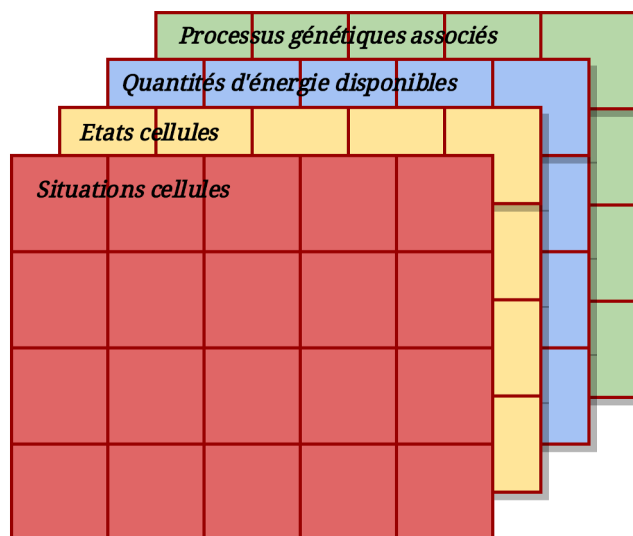 Processus génétiques associés
Quantités d'énergie disponibles
Etats cellules
Situations cellules